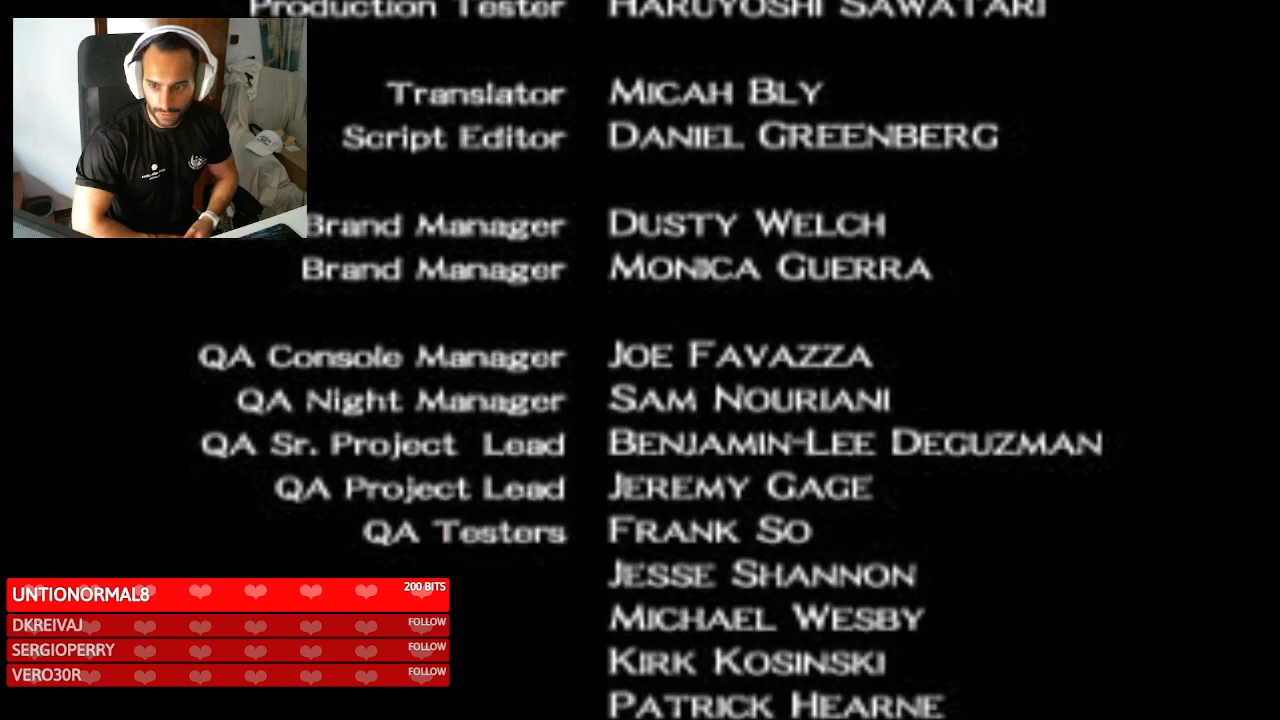 Production Tester HARUYOSHI SAWATARI
Translator MICAH BLY
Script Editor DANIEL GREENBERG
Brand Manager DUSTY WELCH
Brand Manager MONICA GUERRA
QA Console Manager JOE FAVAZZA
QA Night Manager SAM NOURIANI
QA Sr. Project Lead BENJAMIN-LEE DEGUZMAN
QA Project Lead JEREMY GAGE
QA Testers FRANK SO
JESSE SHANNON
MICHAEL WESBY
KIRK KOSINSKI
PATRICK HEARNE
UNTIONORMAL8 200 BITS
DKREIVAJ FOLLOW
SERGIOPERRY FOLLOW
VERO30R FOLLOW